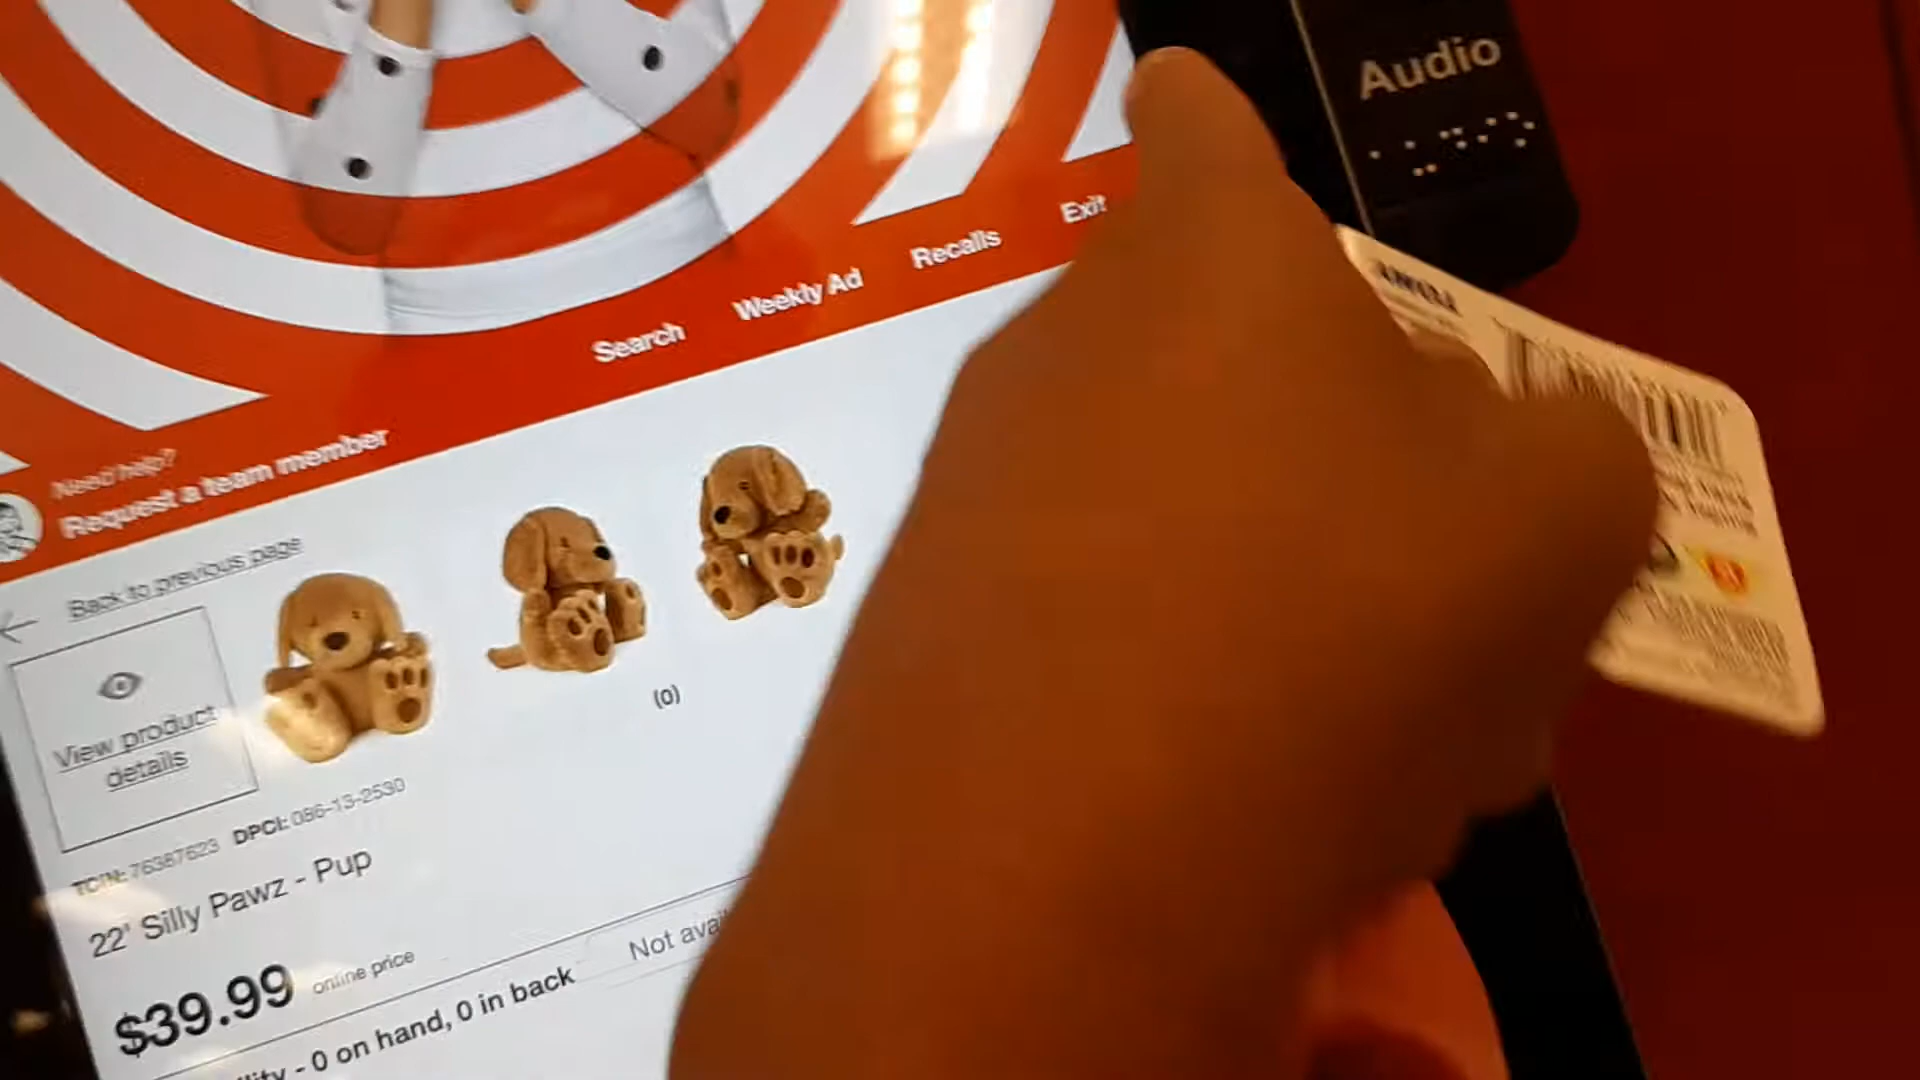 Audio
Search
Weekly Ad
Recalls
Exit
Need help?
Request a team member
Back to previous page
View product
details
(0)
TCIN: 76387623 DPCI: 086-13-2530
22' Silly Pawz - Pup
$39.99 online price
Not
- 0 on hand, 0 in back